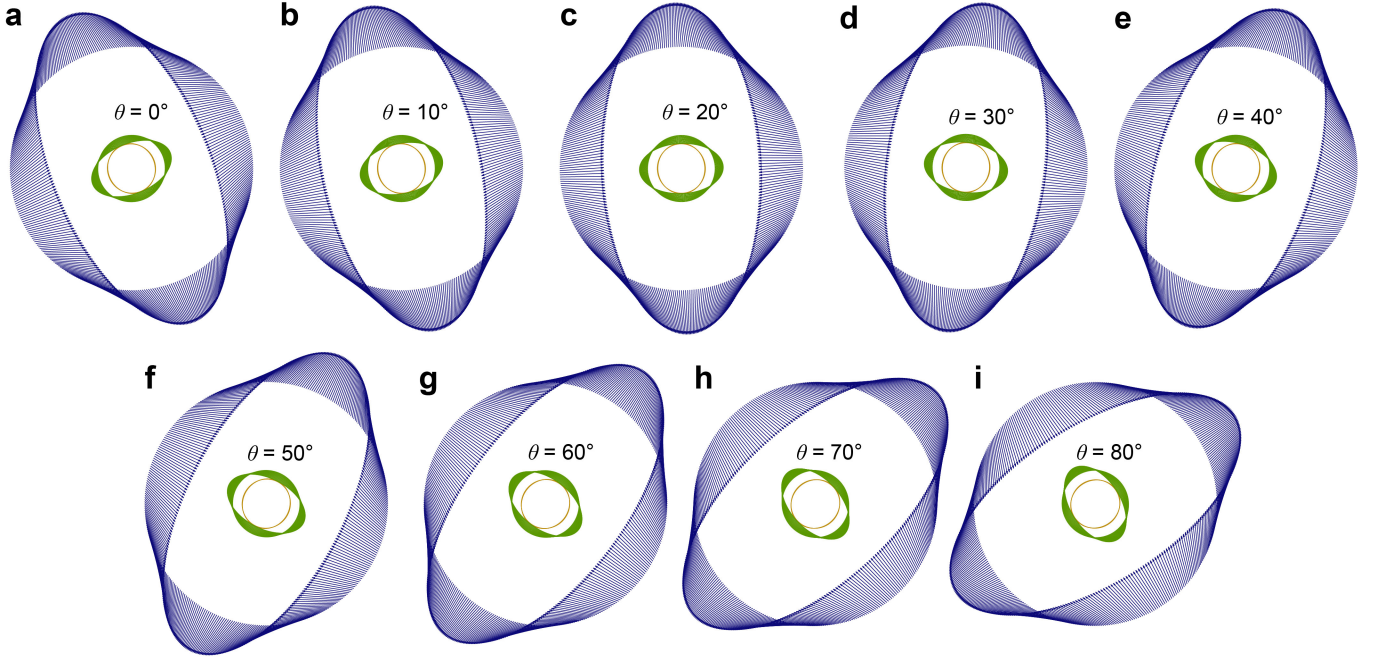 a b c d e
θ = 0° θ = 10° θ = 20° θ = 30° θ = 40°
f g h i
θ = 50° θ = 60° θ = 70° θ = 80°